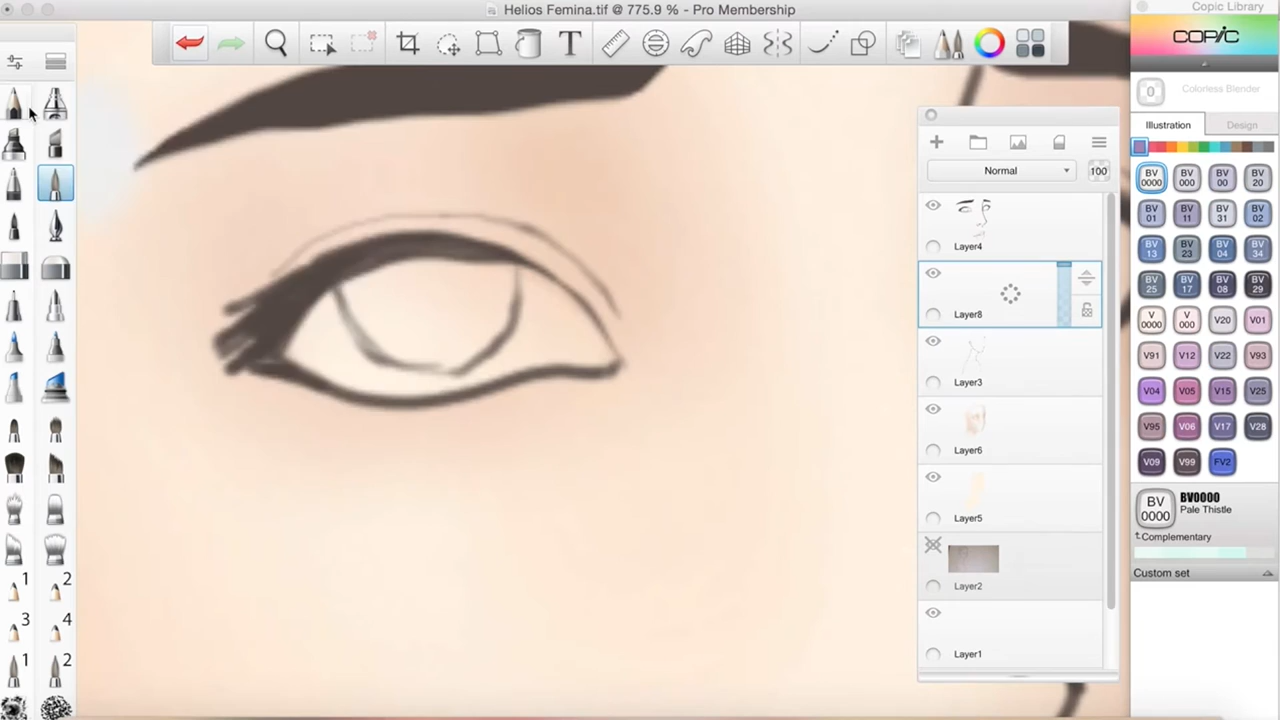 Helios Femina.tif @ 775.9 % - Pro Membership
Copic Library
T
COPIC
0 Colorless Blender
Illustration Design
Normal 100
Layer4
Layer8
Layer3
Layer6
Layer5
Layer2
Layer1
BV 0000 BV 000 BV 00 BV 20
BV 01 BV 11 BV 31 BV 02
BV 13 BV 23 BV 04 BV 34
BV 25 BV 17 BV 08 BV 29
V 0000 V 000 V20 V01
V91 V12 V22 V93
V04 V05 V15 V25
V95 V06 V17 V28
V09 V99 FV2
BV 0000
BV0000
Pale Thistle
Complementary
Custom set
1 2
3 4
1 2